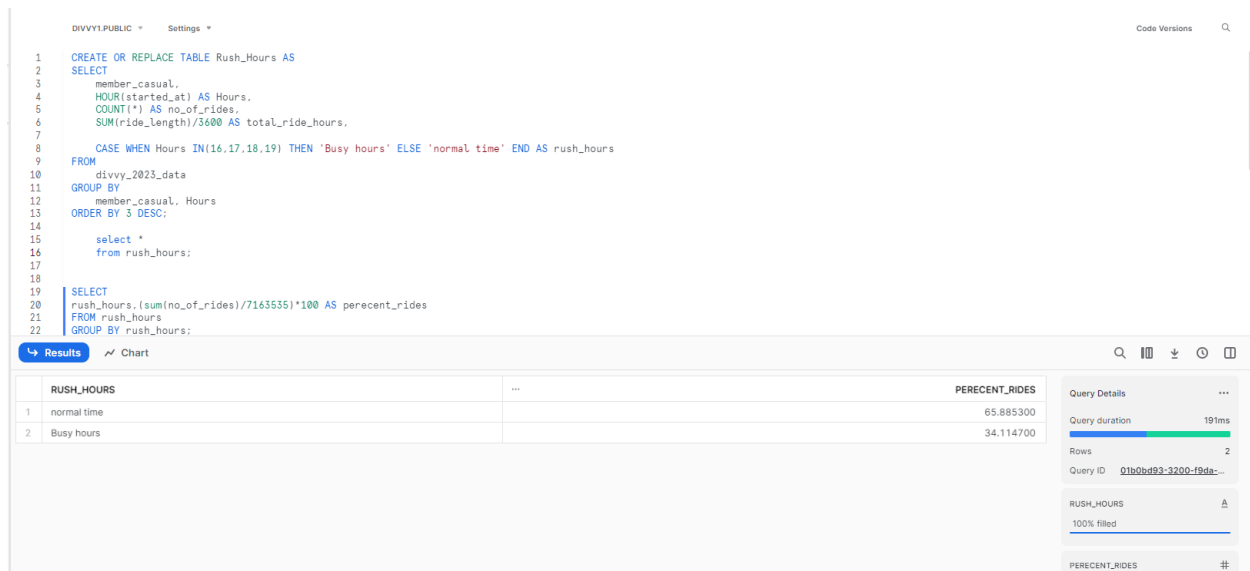 DIVVY1.PUBLIC Settings Code Versions
1 CREATE OR REPLACE TABLE Rush_Hours AS
2 SELECT
3 member_casual,
4 HOUR(started_at) AS Hours,
5 COUNT(*) AS no_of_rides,
6 SUM(ride_length)/3600 AS total_ride_hours,
7
8 CASE WHEN Hours IN(16,17,18,19) THEN 'Busy hours' ELSE 'normal time' END AS rush_hours
9 FROM
10 divvy_2023_data
11 GROUP BY
12 member_casual, Hours
13 ORDER BY 3 DESC;
14
15 select *
16 from rush_hours;
17
18
19 SELECT
20 rush_hours,(sum(no_of_rides)/7163535)*100 AS perecent_rides
21 FROM rush_hours
22 GROUP BY rush_hours;
Results Chart
RUSH_HOURS ... PERECENT_RIDES
1 normal time 65.885300
2 Busy hours 34.114700
Query Details ...
Query duration 191ms
Rows 2
Query ID 01b0bd93-3200-f9da-...
RUSH_HOURS A
100% filled
PERECENT_RIDES #